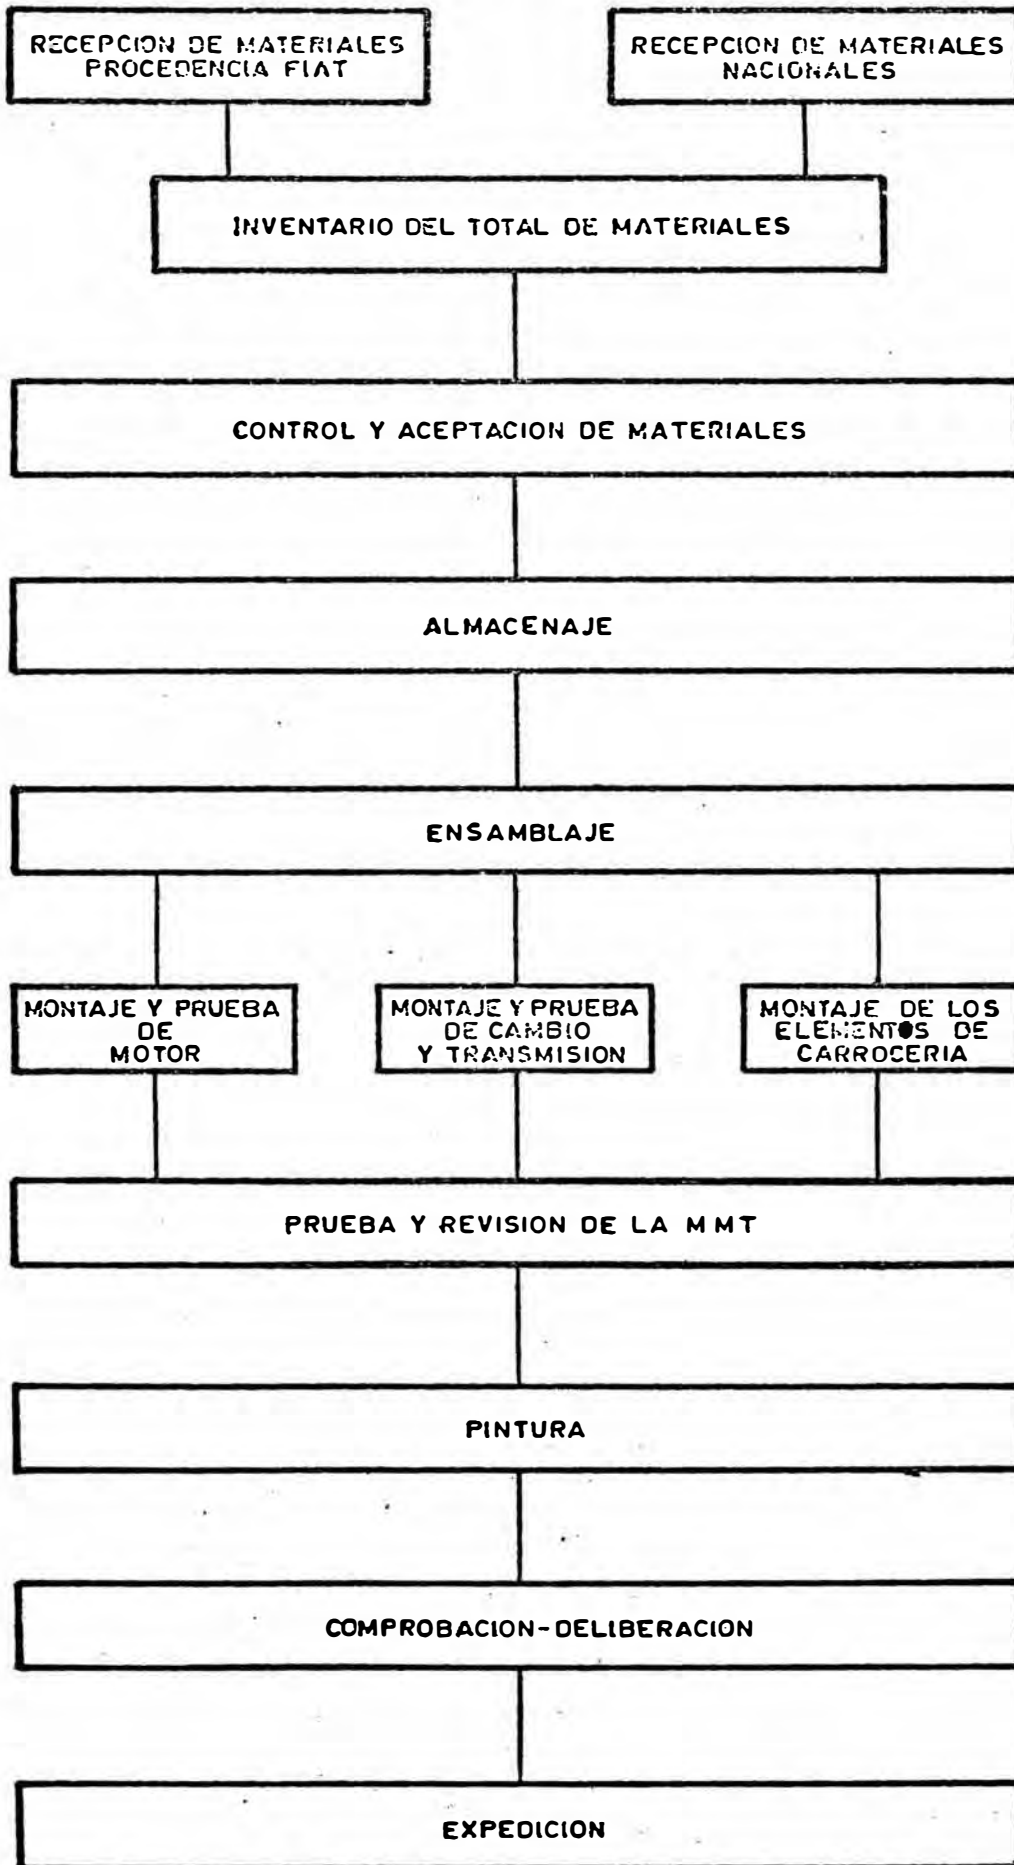 RECEPCION DE MATERIALES
PROCEDENCIA FIAT
RECEPCION DE MATERIALES
NACIONALES
INVENTARIO DEL TOTAL DE MATERIALES
CONTROL Y ACEPTACION DE MATERIALES
ALMACENAJE
ENSAMBLAJE
MONTAJE Y PRUEBA
DE
MOTOR
MONTAJE Y PRUEBA
DE CAMBIO
Y TRANSMISION
MONTAJE DE LOS
ELEMENTOS DE
CARROCERIA
PRUEBA Y REVISION DE LA MMT
PINTURA
COMPROBACION-DELIBERACION
EXPEDICION